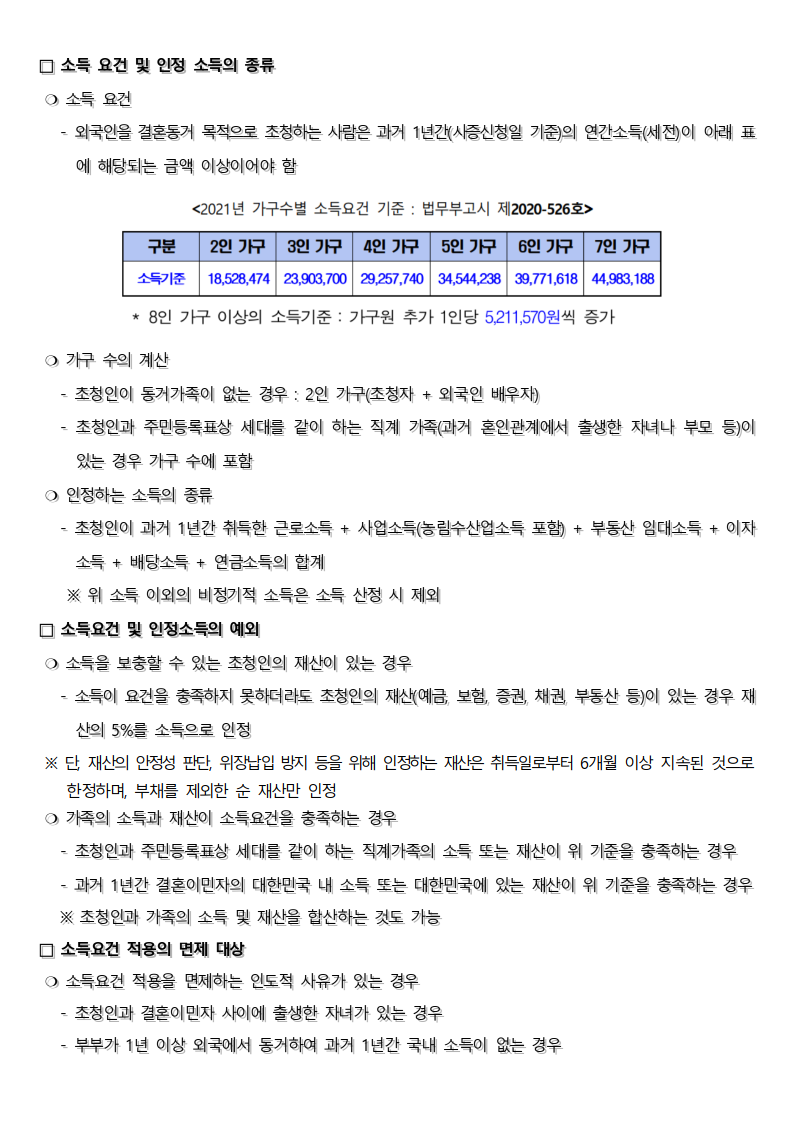 □ 소득 요건 및 인정 소득의 종류
❍ 소득 요건
- 외국인을 결혼동거 목적으로 초청하는 사람은 과거 1년간(사증신청일 기준)의 연간소득(세전)이 아래 표
에 해당되는 금액 이상이어야 함
<2021년 가구수별 소득요건 기준 : 법무부고시 제2020-526호>
구분 2인 가구 3인 가구 4인 가구 5인 가구 6인 가구 7인 가구
소득기준 18,528,474 23,903,700 29,257,740 34,544,238 39,771,618 44,983,188
* 8인 가구 이상의 소득기준 : 가구원 추가 1인당 5,211,570원씩 증가
❍ 가구 수의 계산
- 초청인이 동거가족이 없는 경우 : 2인 가구(초청자 + 외국인 배우자)
- 초청인과 주민등록표상 세대를 같이 하는 직계 가족(과거 혼인관계에서 출생한 자녀나 부모 등)이
있는 경우 가구 수에 포함
❍ 인정하는 소득의 종류
- 초청인이 과거 1년간 취득한 근로소득 + 사업소득(농림수산업소득 포함) + 부동산 임대소득 + 이자
소득 + 배당소득 + 연금소득의 합계
※ 위 소득 이외의 비정기적 소득은 소득 산정 시 제외
□ 소득요건 및 인정소득의 예외
❍ 소득을 보충할 수 있는 초청인의 재산이 있는 경우
- 소득이 요건을 충족하지 못하더라도 초청인의 재산(예금, 보험, 증권, 채권, 부동산 등)이 있는 경우 재
산의 5%를 소득으로 인정
※ 단, 재산의 안정성 판단, 위장납입 방지 등을 위해 인정하는 재산은 취득일로부터 6개월 이상 지속된 것으로
한정하며, 부채를 제외한 순 재산만 인정
❍ 가족의 소득과 재산이 소득요건을 충족하는 경우
- 초청인과 주민등록표상 세대를 같이 하는 직계가족의 소득 또는 재산이 위 기준을 충족하는 경우
- 과거 1년간 결혼이민자의 대한민국 내 소득 또는 대한민국에 있는 재산이 위 기준을 충족하는 경우
※ 초청인과 가족의 소득 및 재산을 합산하는 것도 가능
□ 소득요건 적용의 면제 대상
❍ 소득요건 적용을 면제하는 인도적 사유가 있는 경우
- 초청인과 결혼이민자 사이에 출생한 자녀가 있는 경우
- 부부가 1년 이상 외국에서 동거하여 과거 1년간 국내 소득이 없는 경우